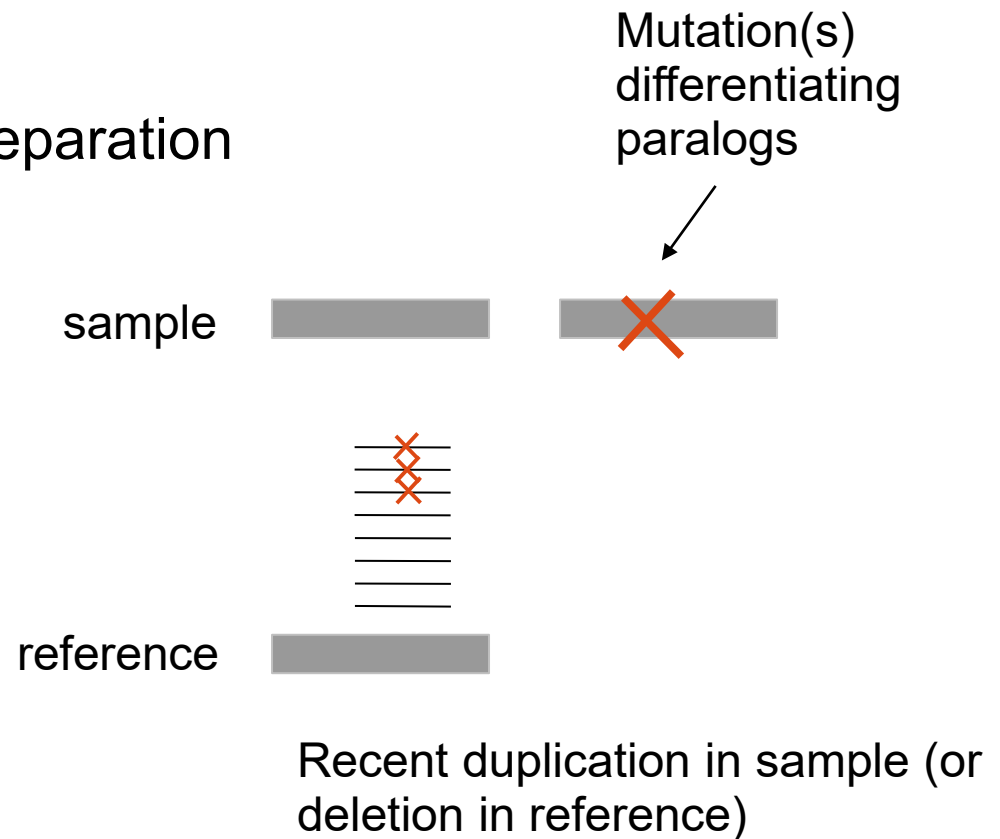 Mutation(s)
differentiating
paralogs
eparation
sample
reference
Recent duplication in sample (or
deletion in reference)